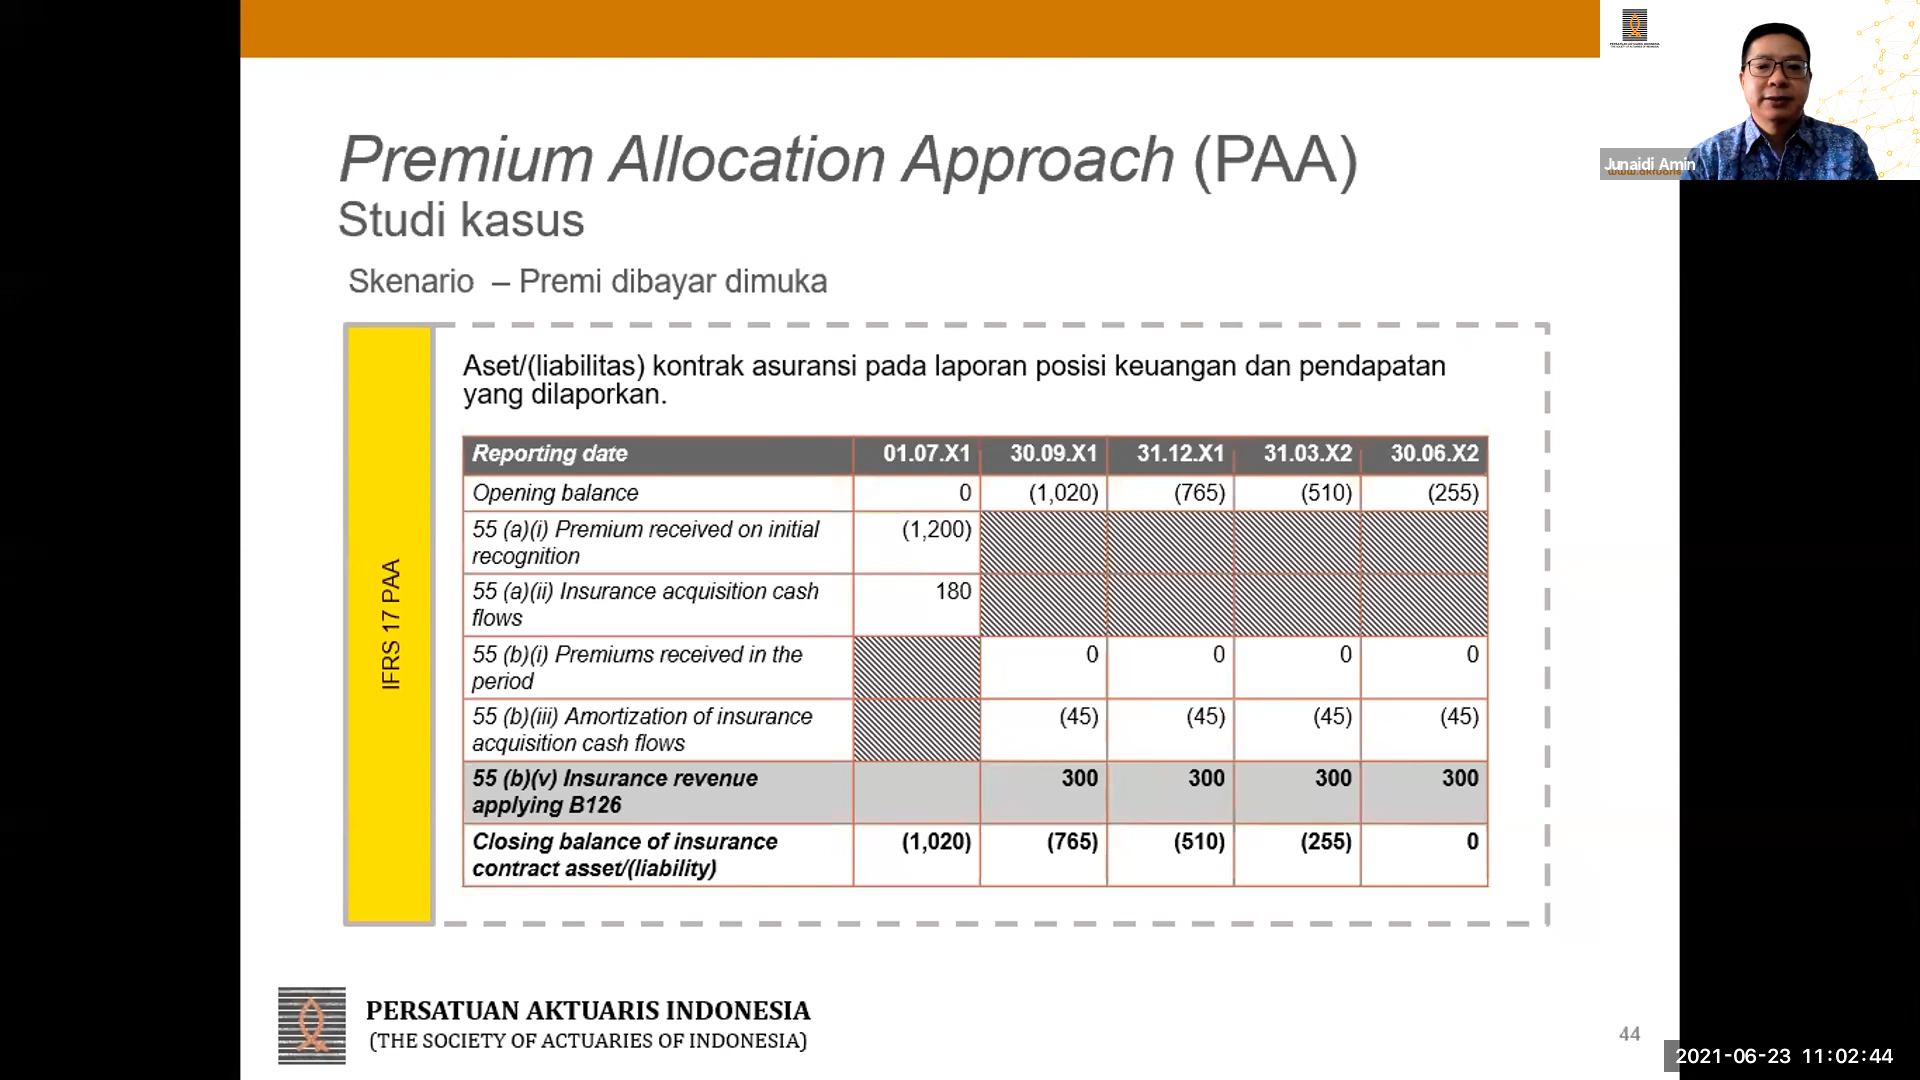 Premium Allocation Approach (PAA)
Studi kasus
Skenario – Premi dibayar dimuka
IFRS 17 PAA
Aset/(liabilitas) kontrak asuransi pada laporan posisi keuangan dan pendapatan
yang dilaporkan.
Reporting date 01.07.X1 30.09.X1 31.12.X1 31.03.X2 30.06.X2
Opening balance 0 (1,020) (765) (510) (255)
55 (a)(i) Premium received on initial (1,200)
recognition
55 (a)(ii) Insurance acquisition cash 180
flows
55 (b)(i) Premiums received in the 0 0 0 0
period
55 (b)(iii) Amortization of insurance (45) (45) (45) (45)
acquisition cash flows
55 (b)(v) Insurance revenue 300 300 300 300
applying B126
Closing balance of insurance (1,020) (765) (510) (255) 0
contract asset/(liability)
PERSATUAN AKTUARIS INDONESIA
(THE SOCIETY OF ACTUARIES OF INDONESIA)
44
Junaidi Amin
2021-06-23 11:02:44